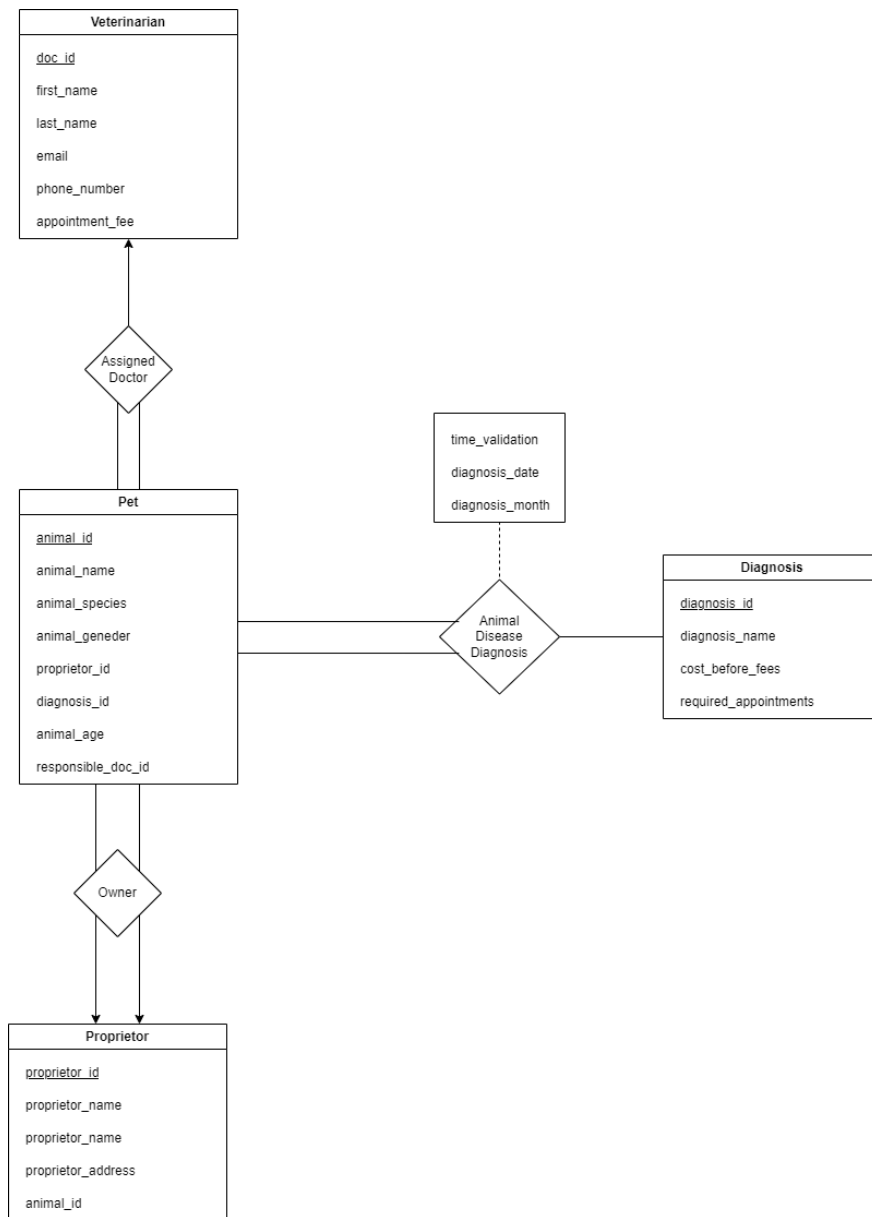 Veterinarian
doc_id
first_name
last_name
email
phone_number
appointment_fee
Assigned
Doctor
Pet
animal_id
animal_name
animal_species
animal_geneder
proprietor_id
diagnosis_id
animal_age
responsible_doc_id
time_validation
diagnosis_date
diagnosis_month
Animal
Disease
Diagnosis
Diagnosis
diagnosis_id
diagnosis_name
cost_before_fees
required_appointments
Owner
Proprietor
proprietor_id
proprietor_name
proprietor_name
proprietor_address
animal_id